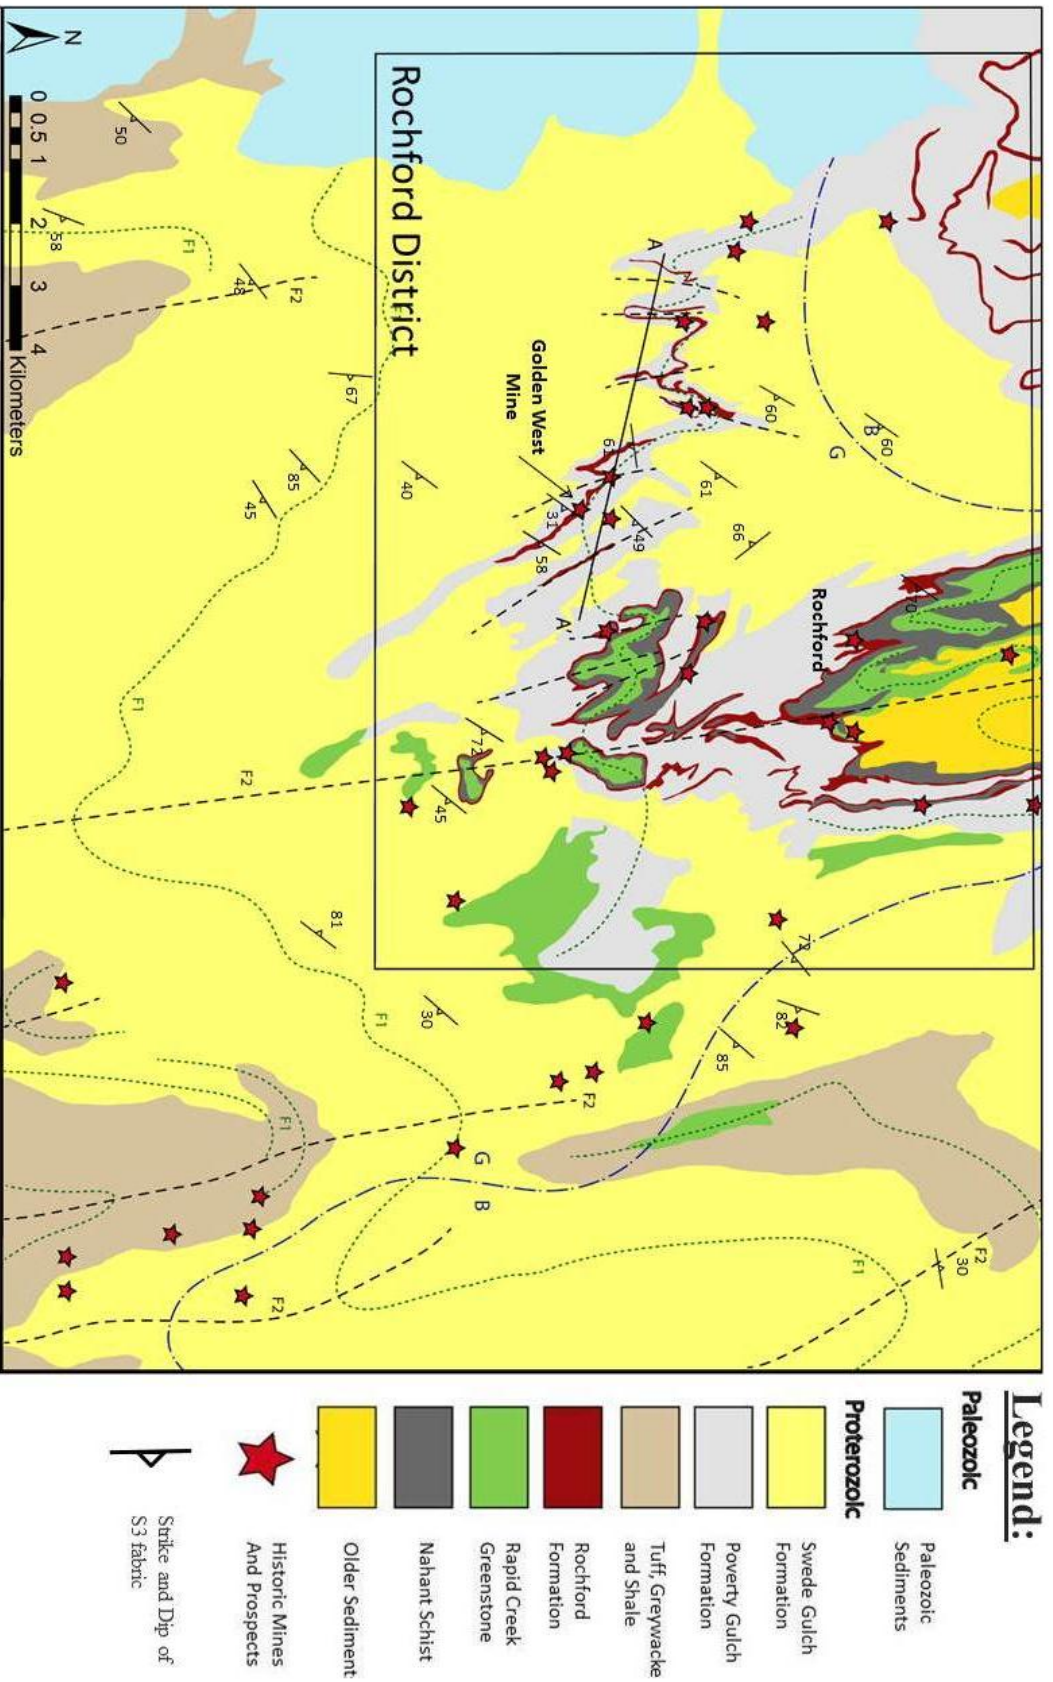 N
0 0.5 1 2 3 4
Kilometers
Rochford District
Golden West
Mine
Rochford
A
A'
50
58
F1
48
F2
67
85
45
40
60
B
60
G
61
61
49
31
58
66
70
F1
F2
72
45
81
30
F1
72
82
85
F2
G
B
F1
F2
F1
F2
30
Legend:
Paleozoic
Paleozoic
Sediments
Proterozoic
Swede Gulch
Formation
Poverty Gulch
Formation
Tuff, Greywacke
and Shale
Rochford
Formation
Rapid Creek
Greenstone
Nahant Schist
Older Sediment
Historic Mines
And Prospects
Strike and Dip of
S3 fabric